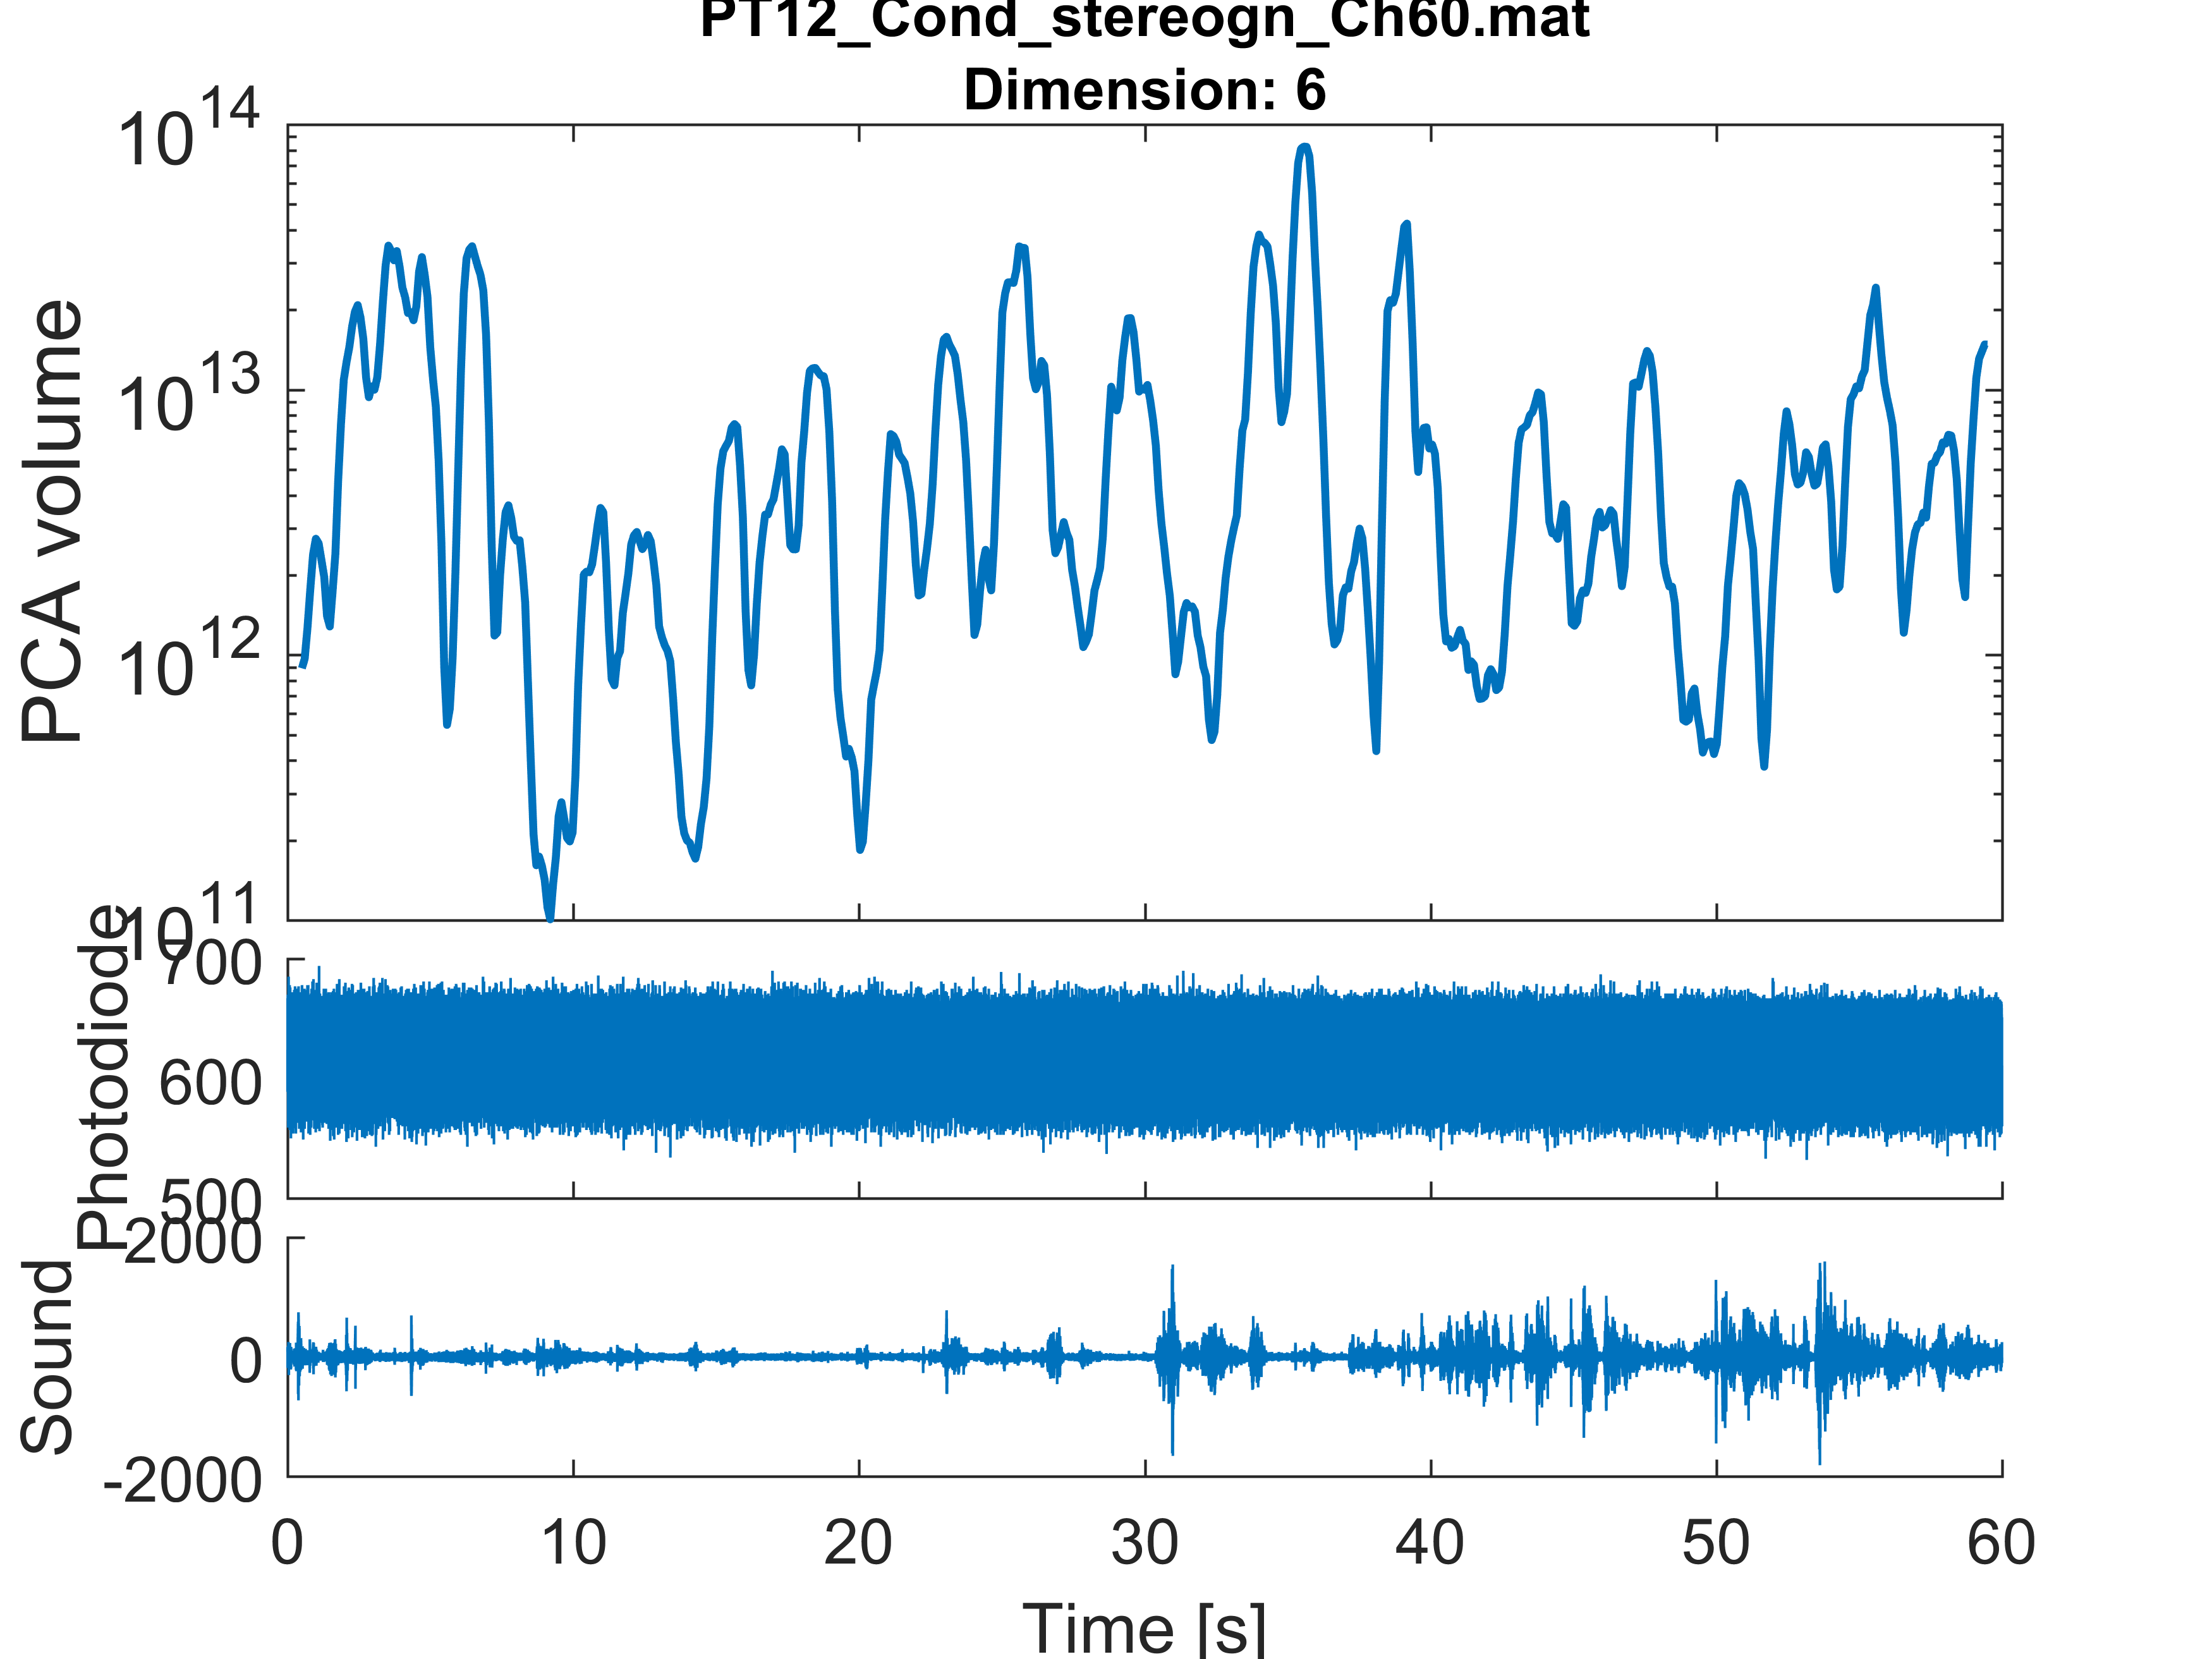 PT12_Cond_stereogn_Ch60.mat
Dimension: 6
PCA volume
10^14
10^13
10^12
10^11
Photodiode
700
600
500
Sound
2000
0
-2000
0 10 20 30 40 50 60
Time [s]